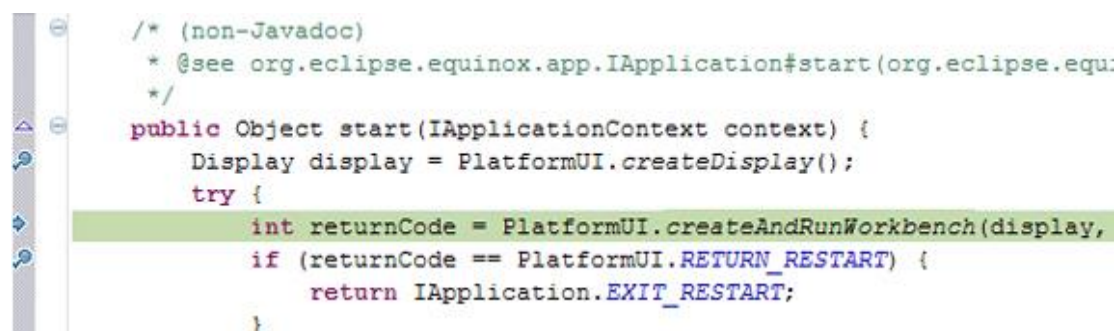 /* (non-Javadoc)
 * @see org.eclipse.equinox.app.IApplication#start(org.eclipse.equi
 */
public Object start(IApplicationContext context) {
    Display display = PlatformUI.createDisplay();
    try {
        int returnCode = PlatformUI.createAndRunWorkbench(display,
        if (returnCode == PlatformUI.RETURN_RESTART) {
            return IApplication.EXIT_RESTART;
        }